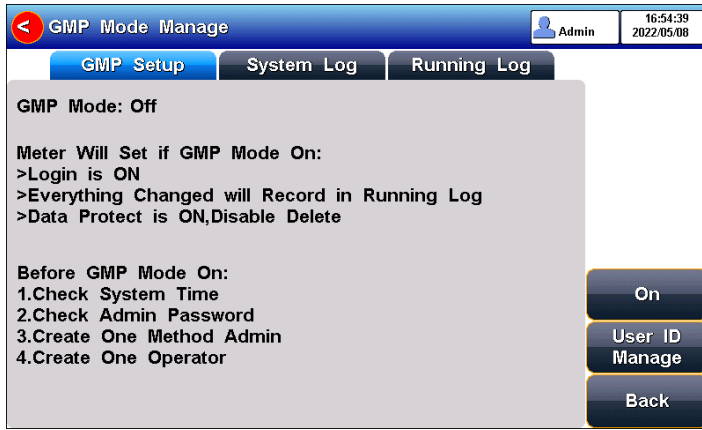 < GMP Mode Manage
Admin
16:54:39
2022/05/08
GMP Setup
System Log
Running Log
GMP Mode: Off
Meter Will Set if GMP Mode On:
>Login is ON
>Everything Changed will Record in Running Log
>Data Protect is ON,Disable Delete
Before GMP Mode On:
1.Check System Time
2.Check Admin Password
3.Create One Method Admin
4.Create One Operator
On
User ID
Manage
Back